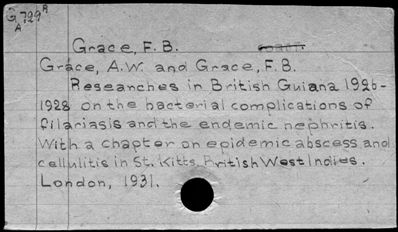 G 729 R
A
Grace, F. B.
Grace, A.W. and Grace, F. B.
Researches in British Guiana 1926-
1928 on the bacterial complications of
filariasis and the endemic nephritis.
With a chapter on epidemic abscess and
cellulitis in St. Kitts, British West Indies.
London, 1931.